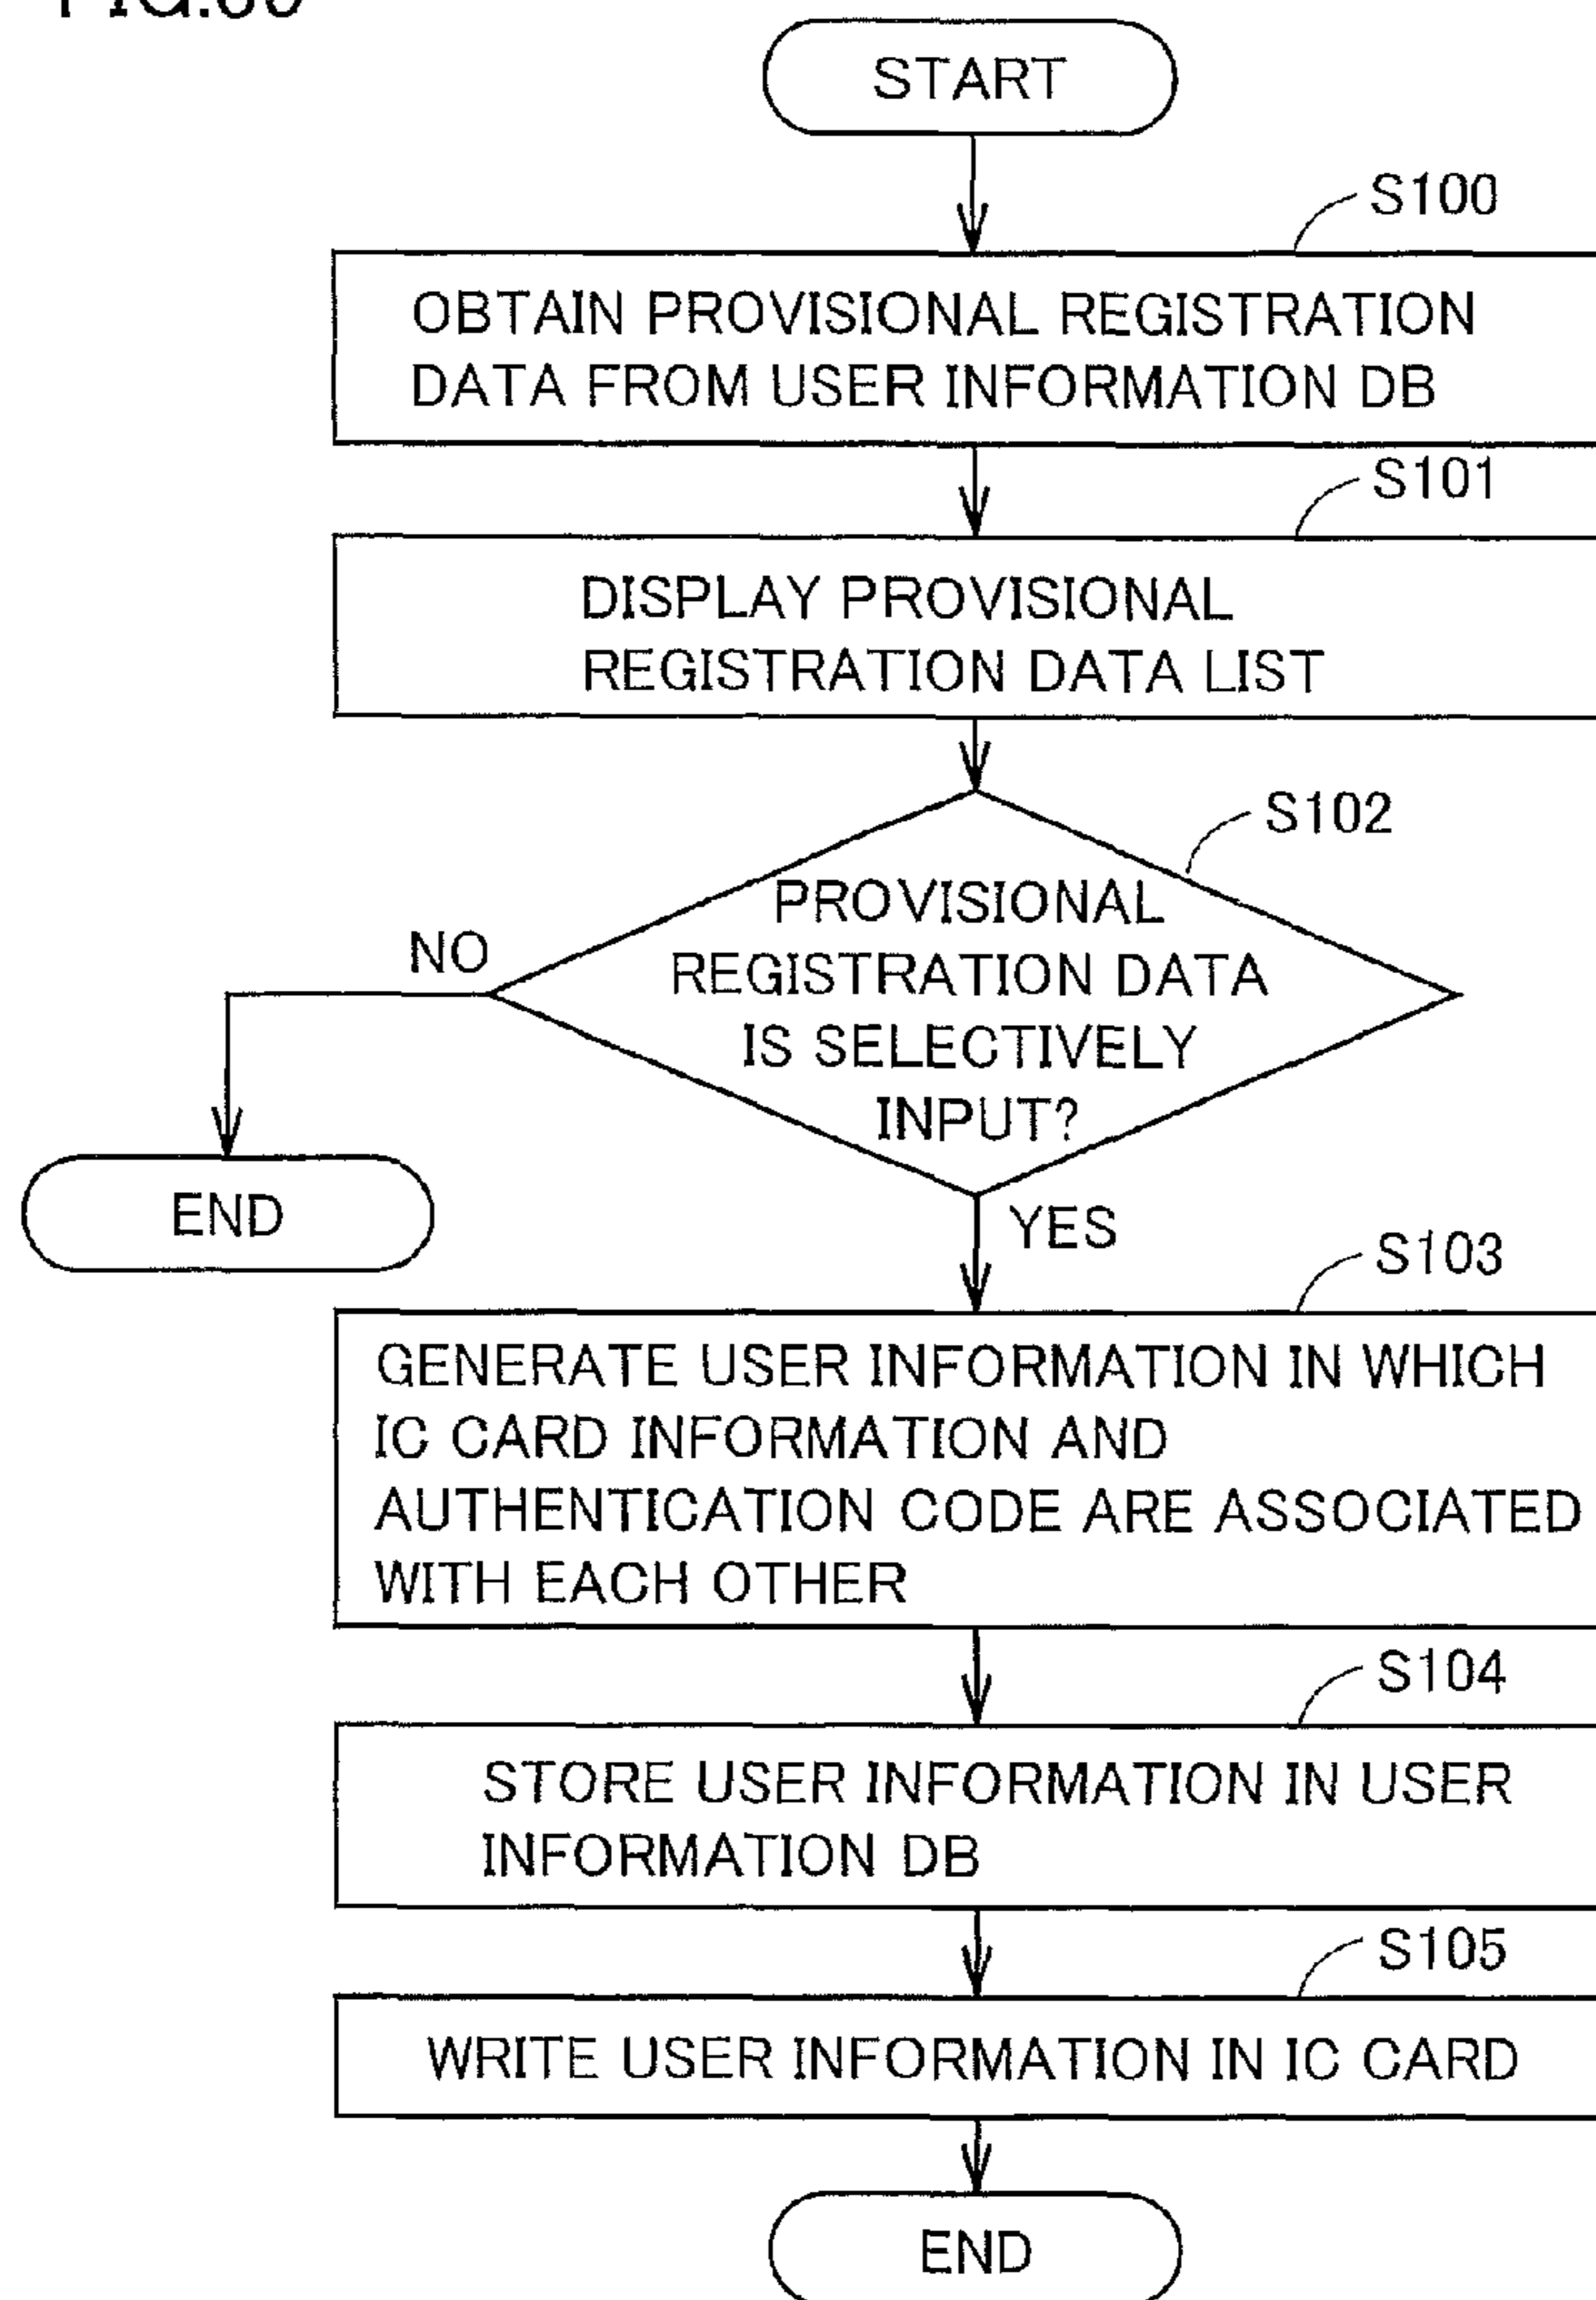 START
S100
OBTAIN PROVISIONAL REGISTRATION
DATA FROM USER INFORMATION DB
S101
DISPLAY PROVISIONAL
REGISTRATION DATA LIST
S102
PROVISIONAL
REGISTRATION DATA
IS SELECTIVELY
INPUT?
NO
END
YES
S103
GENERATE USER INFORMATION IN WHICH
IC CARD INFORMATION AND
AUTHENTICATION CODE ARE ASSOCIATED
WITH EACH OTHER
S104
STORE USER INFORMATION IN USER
INFORMATION DB
S105
WRITE USER INFORMATION IN IC CARD
END